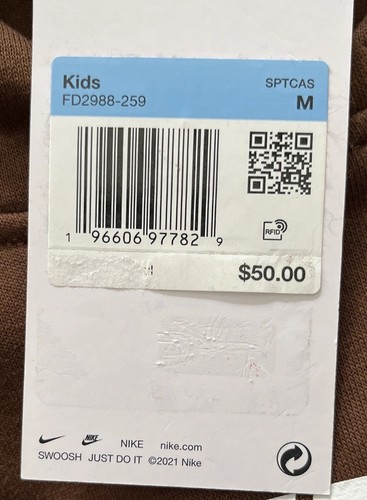 Kids SPTCAS
FD2988-259 M
1 96606 97782 9
RFID
$50.00
NIKE NIKE nike.com
SWOOSH JUST DO IT ©2021 Nike